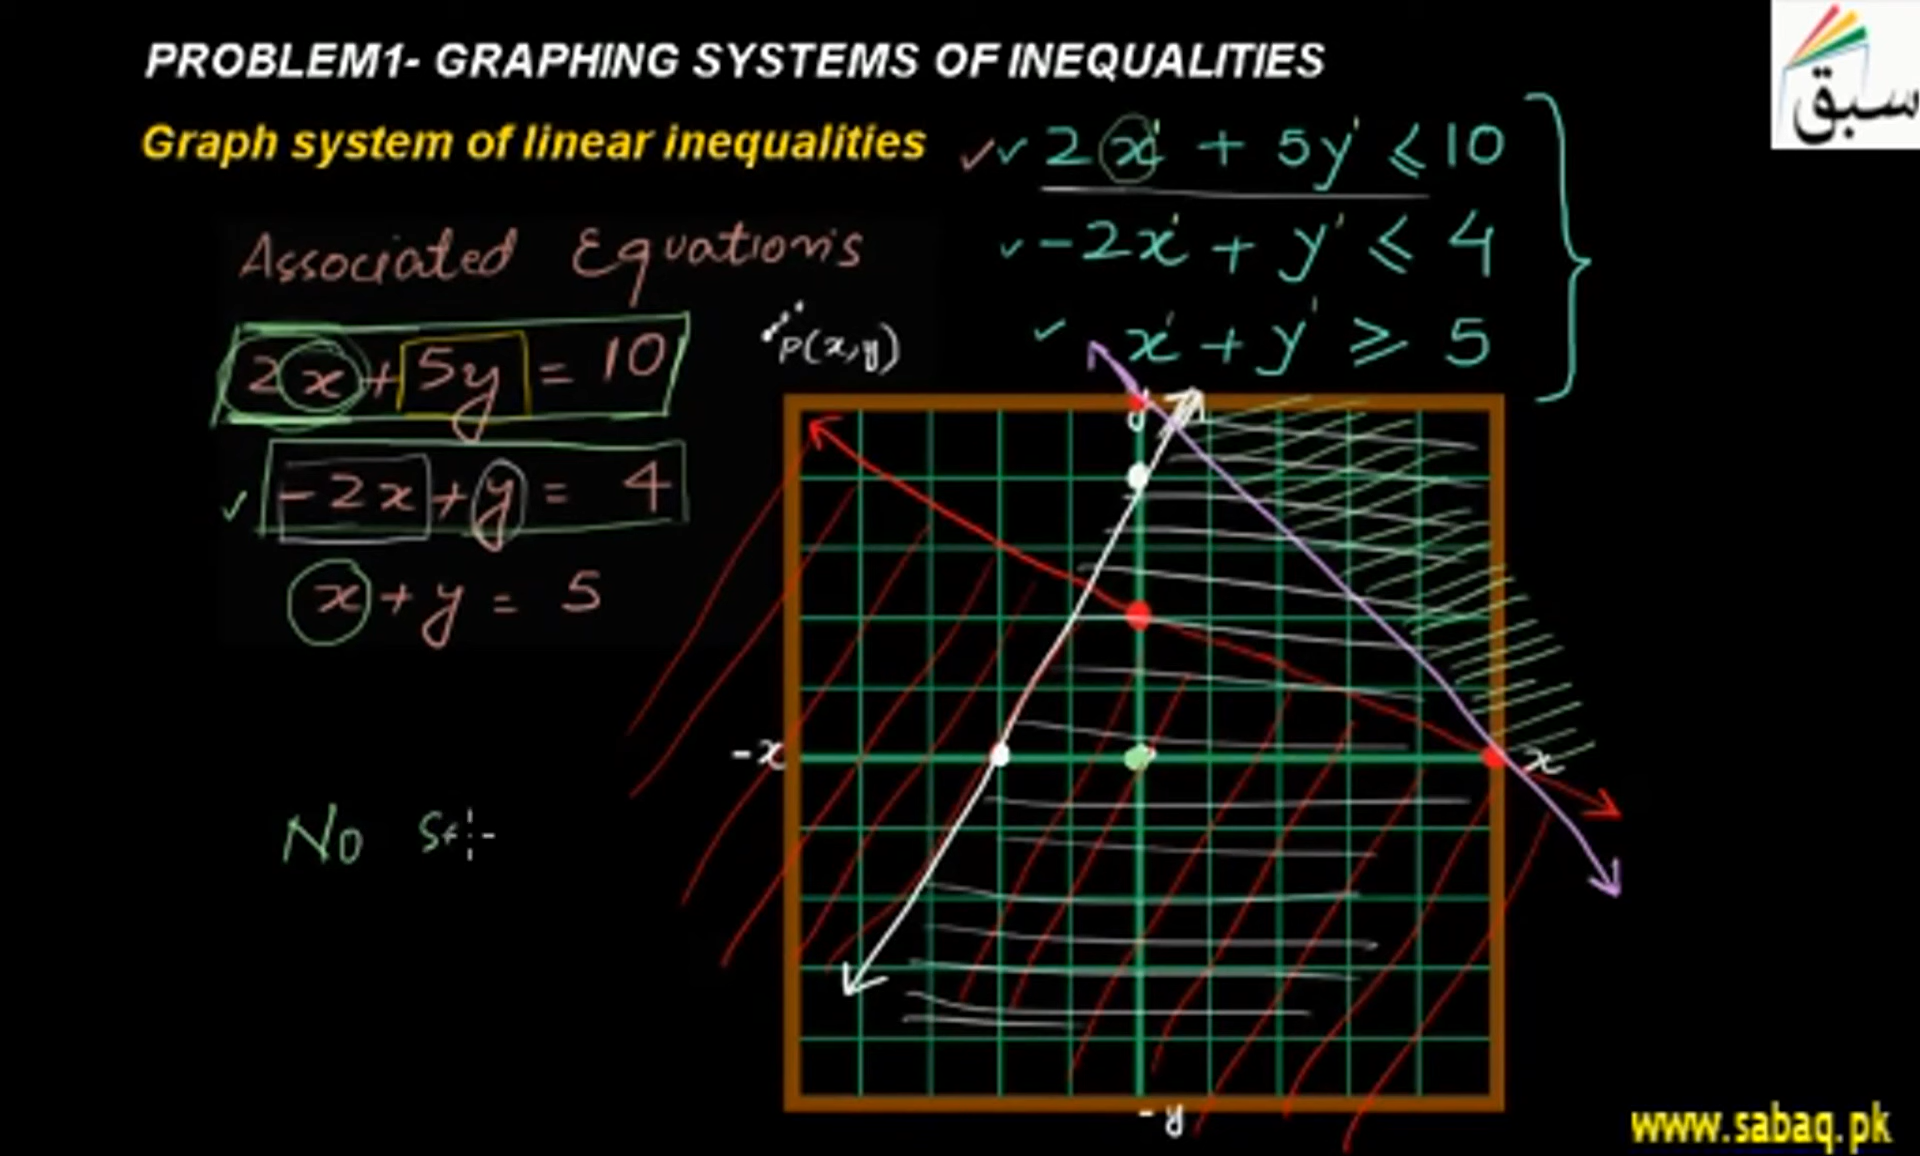 PROBLEM1- GRAPHING SYSTEMS OF INEQUALITIES
سبق
Graph system of linear inequalities
2x + 5y ≤ 10
-2x + y ≤ 4
x + y ≥ 5
Associated Equations
2x + 5y = 10
-2x + y = 4
x + y = 5
P(x,y)
y
-x
x
-y
No
www.sabaq.pk